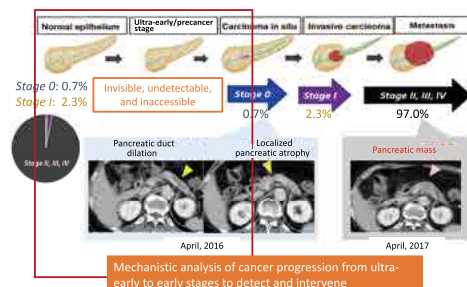 Normal epithelium
Ultra-early/precancer
stage
Carcinoma in situ
Invasive carcinoma
Metastasis
Stage 0: 0.7%
Stage I: 2.3%
Invisible, undetectable,
and inaccessible
Stage 0
Stage I
Stage II, III, IV
0.7%
2.3%
97.0%
Stage II, III, IV
Pancreatic duct
dilation
Localized
pancreatic atrophy
Pancreatic mass
April, 2016
April, 2017
Mechanistic analysis of cancer progression from ultra-
early to early stages to detect and intervene